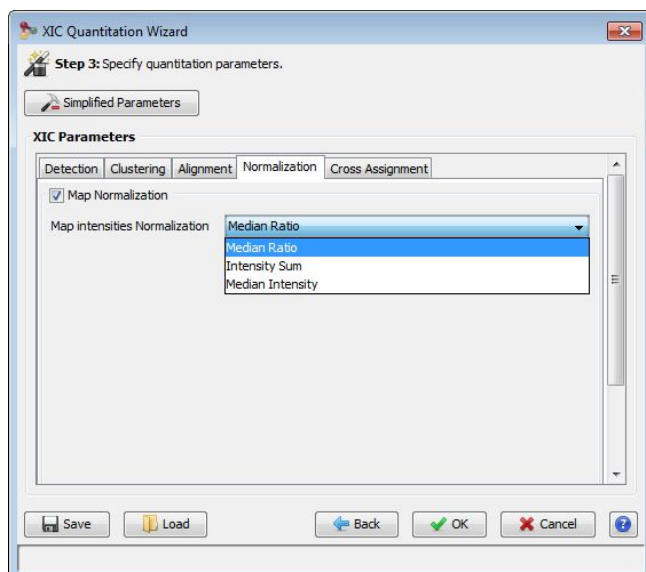 XIC Quantitation Wizard
Step 3: Specify quantitation parameters.
Simplified Parameters
XIC Parameters
Detection Clustering Alignment Normalization Cross Assignment
Map Normalization
Map intensities Normalization Median Ratio
Median Ratio
Intensity Sum
Median Intensity
Save Load Back OK Cancel ?